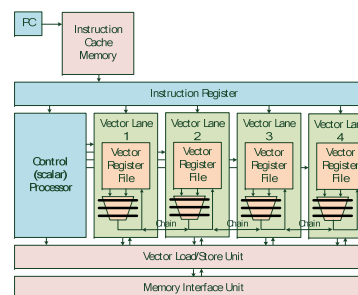 PC
Instruction
Cache
Memory
Instruction Register
Control
(scalar)
Processor
Vector Lane
1
Vector
Register
File
Vector Lane
2
Vector
Register
File
Vector Lane
3
Vector
Register
File
Vector Lane
4
Vector
Register
File
Chain
Chain
Chain
Vector Load/Store Unit
Memory Interface Unit